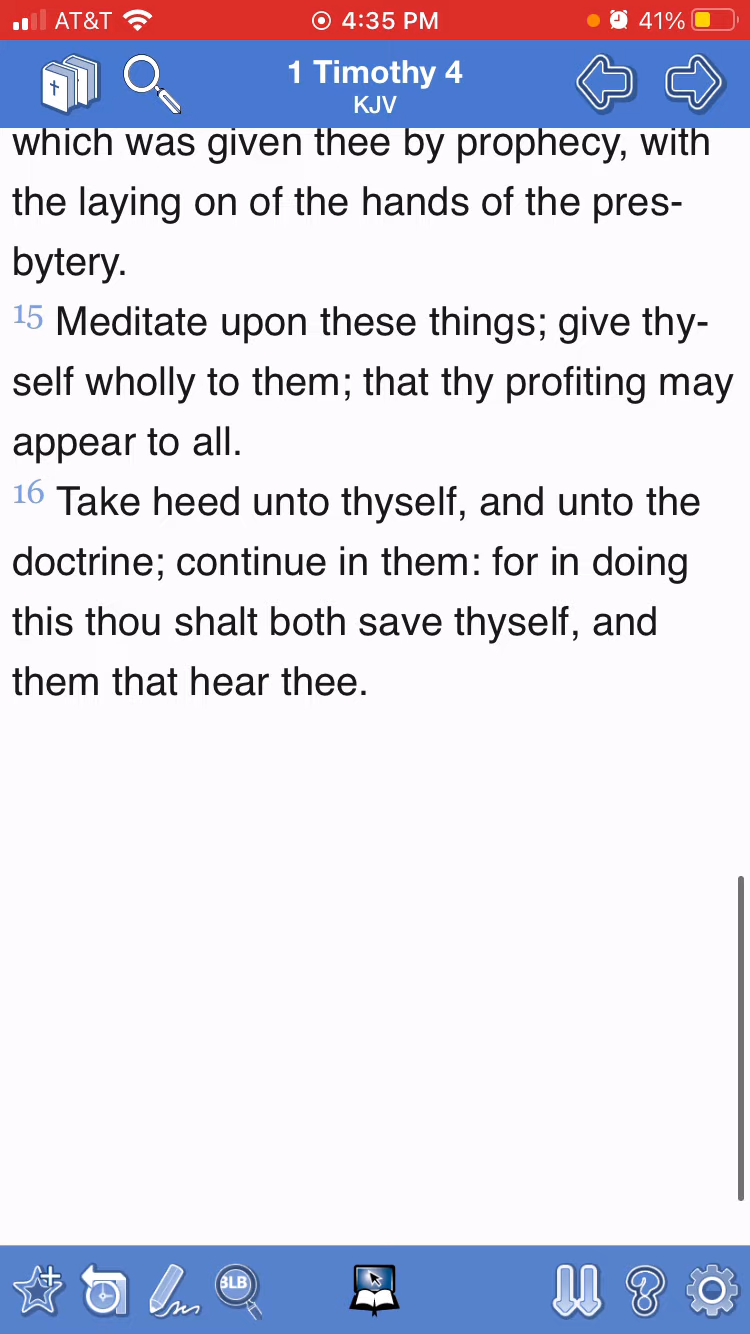 AT&T 4:35 PM 41%
1 Timothy 4
KJV
which was given thee by prophecy, with
the laying on of the hands of the pres-
bytery.
15 Meditate upon these things; give thy-
self wholly to them; that thy profiting may
appear to all.
16 Take heed unto thyself, and unto the
doctrine; continue in them: for in doing
this thou shalt both save thyself, and
them that hear thee.
BLB